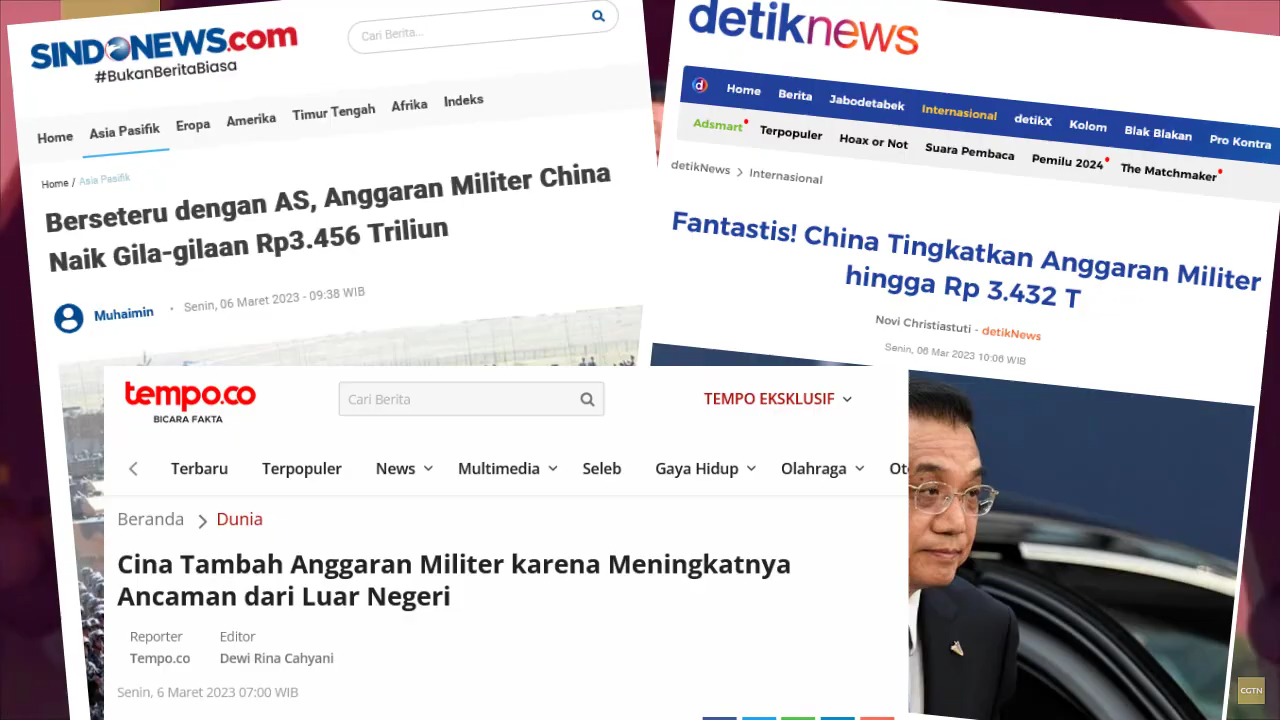 SINDONEWS.com
#BukanBeritaBiasa
Cari Berita...
Home Asia Pasifik Eropa Amerika Timur Tengah Afrika Indeks
Home / Asia Pasifik
Berseteru dengan AS, Anggaran Militer China
Naik Gila-gilaan Rp3.456 Triliun
Muhaimin • Senin, 06 Maret 2023 - 09:38 WIB
detiknews
d Home Berita Jabodetabek Internasional detikX Kolom Blak Blakan Pro Kontra
Adsmart Terpopuler Hoax or Not Suara Pembaca Pemilu 2024 The Matchmaker
detikNews > Internasional
Fantastis! China Tingkatkan Anggaran Militer
hingga Rp 3.432 T
Novi Christiastuti - detikNews
Senin, 06 Mar 2023 10:06 WIB
tempo.co
BICARA FAKTA
Cari Berita
TEMPO EKSKLUSIF
Terbaru Terpopuler News Multimedia Seleb Gaya Hidup Olahraga Oto
Beranda > Dunia
Cina Tambah Anggaran Militer karena Meningkatnya
Ancaman dari Luar Negeri
Reporter Editor
Tempo.co Dewi Rina Cahyani
Senin, 6 Maret 2023 07:00 WIB
CGTN